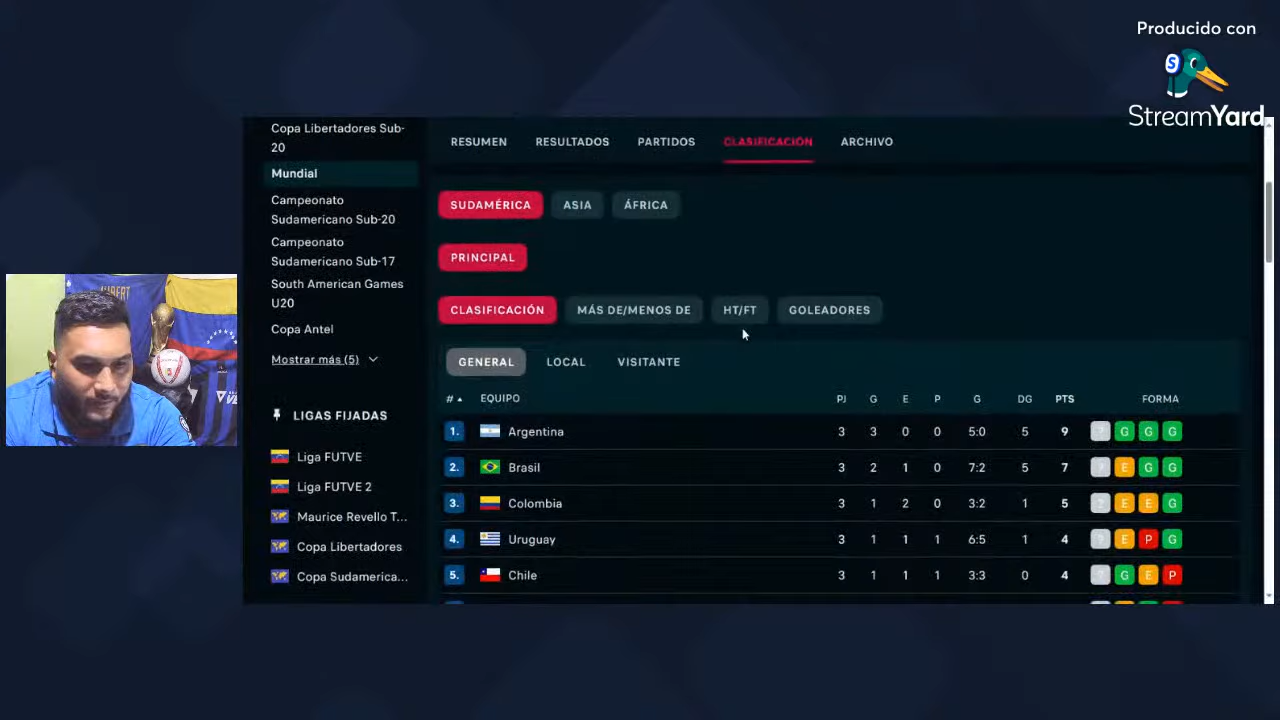 Producido con
S
StreamYard
Copa Libertadores Sub-
20
Mundial
Campeonato
Sudamericano Sub-20
Campeonato
Sudamericano Sub-17
South American Games
U20
Copa Antel
Mostrar más (5)
LIGAS FIJADAS
Liga FUTVE
Liga FUTVE 2
Maurice Revello T...
Copa Libertadores
Copa Sudamerica...
RESUMEN RESULTADOS PARTIDOS CLASIFICACIÓN ARCHIVO
SUDAMÉRICA ASIA ÁFRICA
PRINCIPAL
CLASIFICACIÓN MÁS DE/MENOS DE HT/FT GOLEADORES
GENERAL LOCAL VISITANTE
# EQUIPO PJ G E P G DG PTS FORMA
1. Argentina 3 3 0 0 5:0 5 9 ? G G G
2. Brasil 3 2 1 0 7:2 5 7 ? E G G
3. Colombia 3 1 2 0 3:2 1 5 ? E E G
4. Uruguay 3 1 1 1 6:5 1 4 ? E P G
5. Chile 3 1 1 1 3:3 0 4 ? G E P